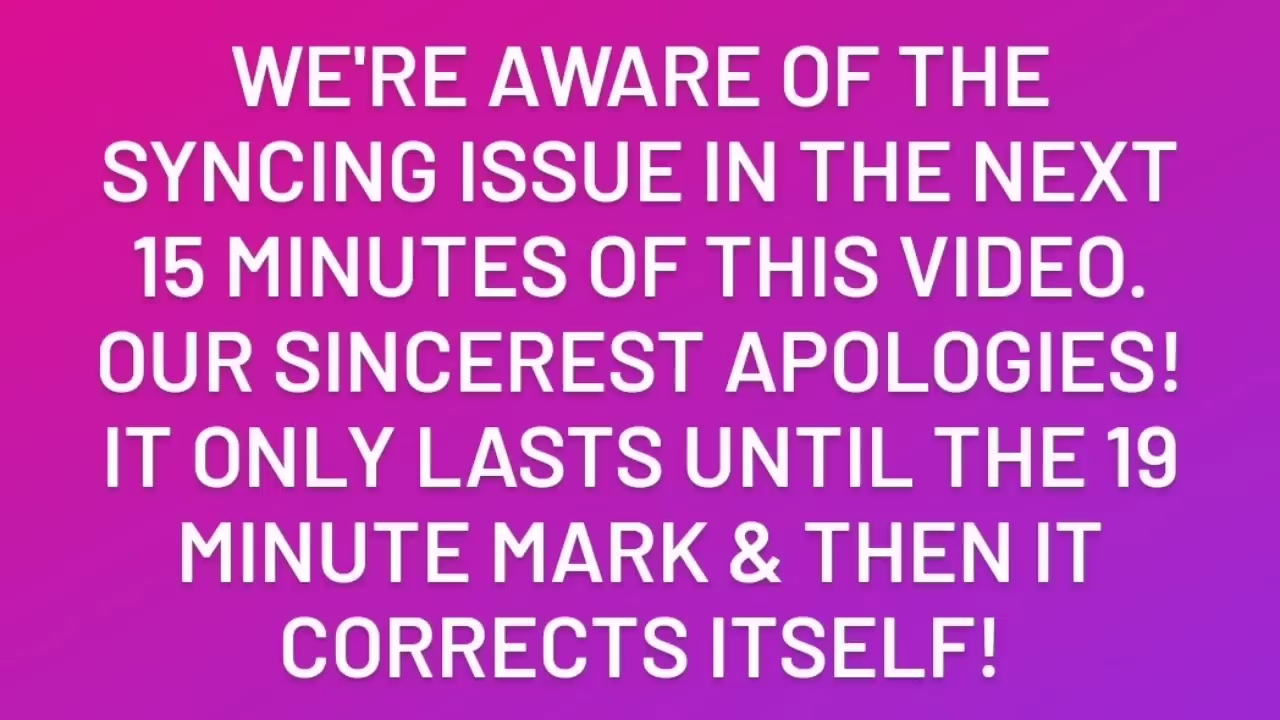 WE'RE AWARE OF THE
SYNCING ISSUE IN THE NEXT
15 MINUTES OF THIS VIDEO.
OUR SINCEREST APOLOGIES!
IT ONLY LASTS UNTIL THE 19
MINUTE MARK & THEN IT
CORRECTS ITSELF!